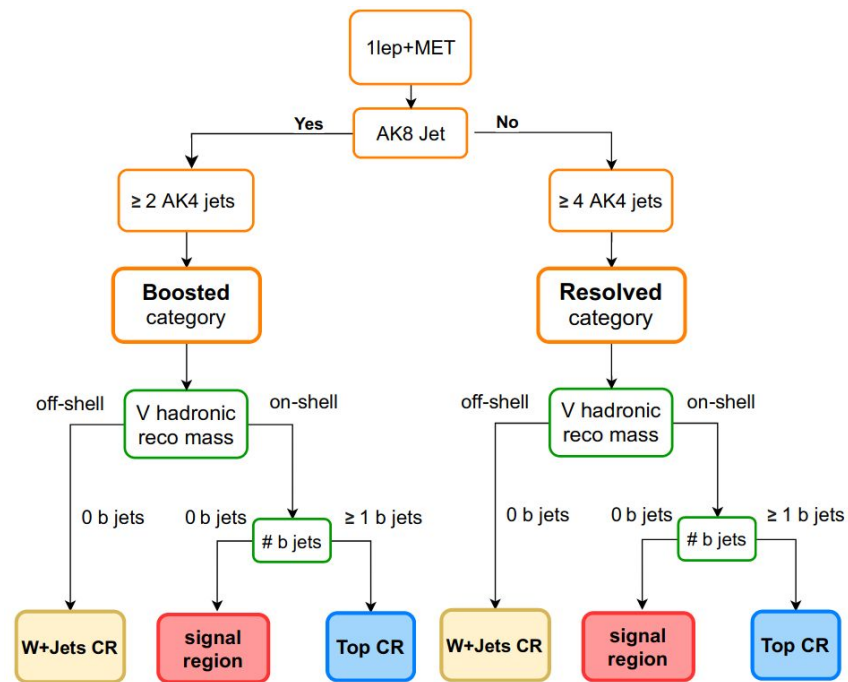 1lep+MET
Yes
AK8 Jet
No
≥ 2 AK4 jets
≥ 4 AK4 jets
Boosted
category
Resolved
category
off-shell
V hadronic
reco mass
on-shell
off-shell
V hadronic
reco mass
on-shell
0 b jets
0 b jets
≥ 1 b jets
# b jets
0 b jets
0 b jets
≥ 1 b jets
# b jets
W+Jets CR
signal
region
Top CR
W+Jets CR
signal
region
Top CR